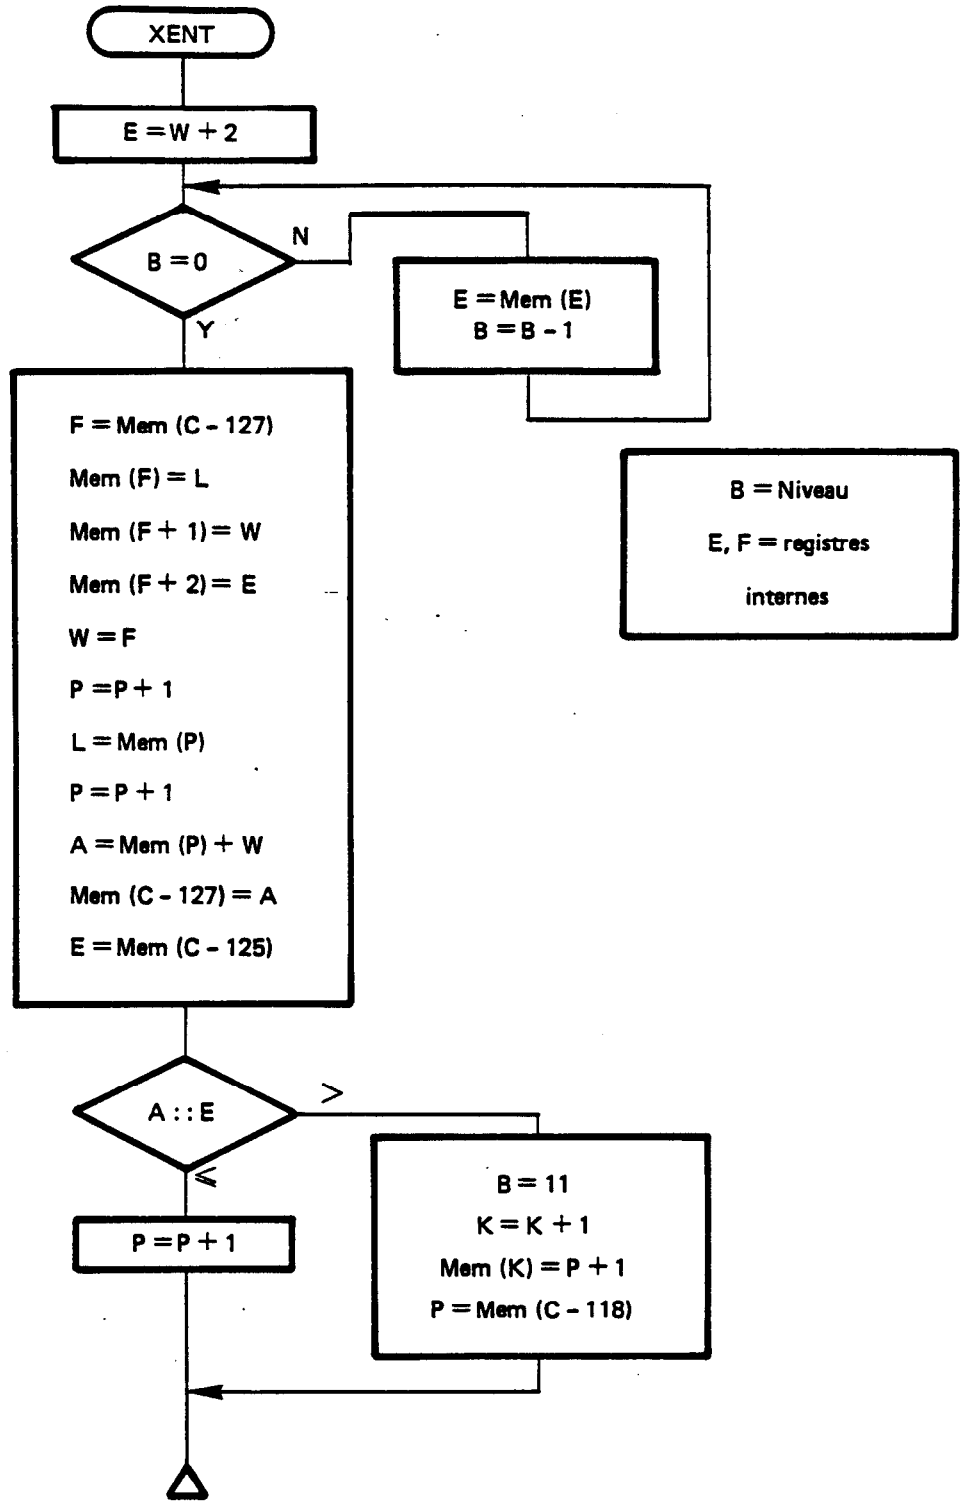 XENT
E = W + 2
B = 0
N
Y
E = Mem (E)
B = B - 1
F = Mem (C - 127)
Mem (F) = L
Mem (F + 1) = W
Mem (F + 2) = E
W = F
P = P + 1
L = Mem (P)
P = P + 1
A = Mem (P) + W
Mem (C - 127) = A
E = Mem (C - 125)
B = Niveau
E, F = registres
internes
A : : E
>
≤
P = P + 1
B = 11
K = K + 1
Mem (K) = P + 1
P = Mem (C - 118)